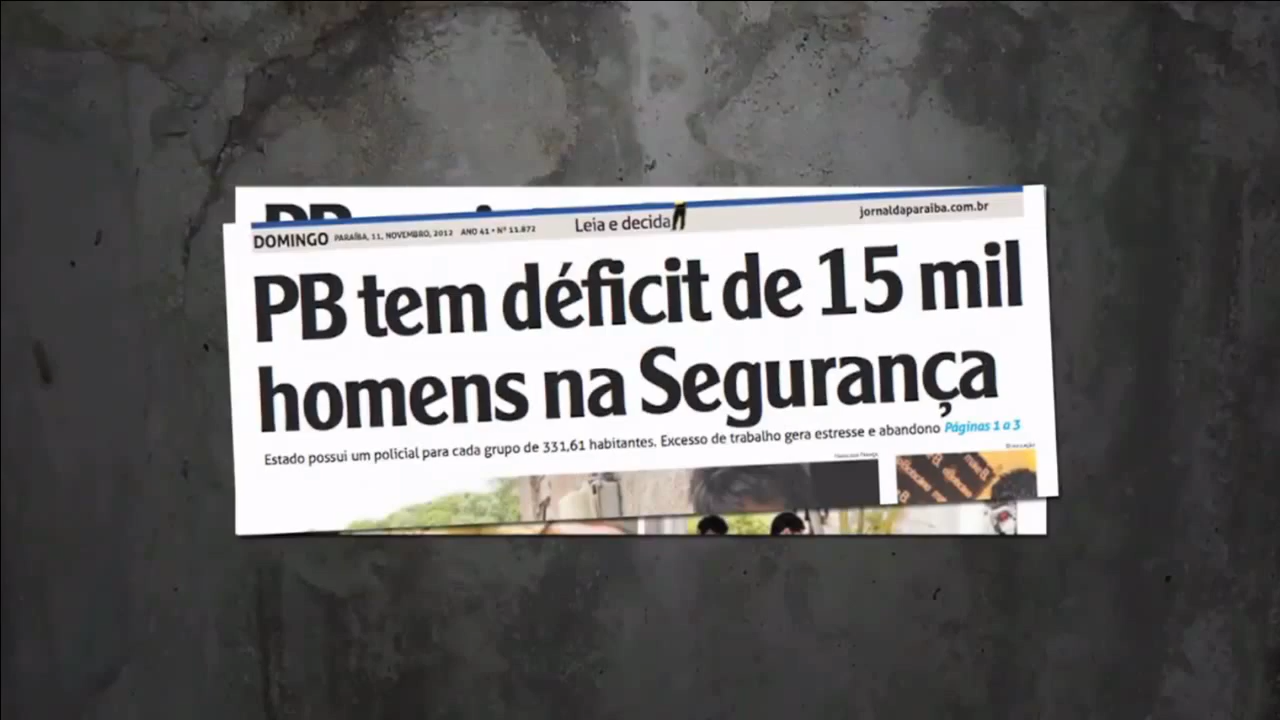 PB
DOMINGO PARAÍBA, 11, NOVEMBRO, 2012 ANO 41 • Nº 11.872
Leia e decida
jornaldaparaiba.com.br
PB tem déficit de 15 mil
homens na Segurança
Estado possui um policial para cada grupo de 331,61 habitantes. Excesso de trabalho gera estresse e abandono Páginas 1 a 3